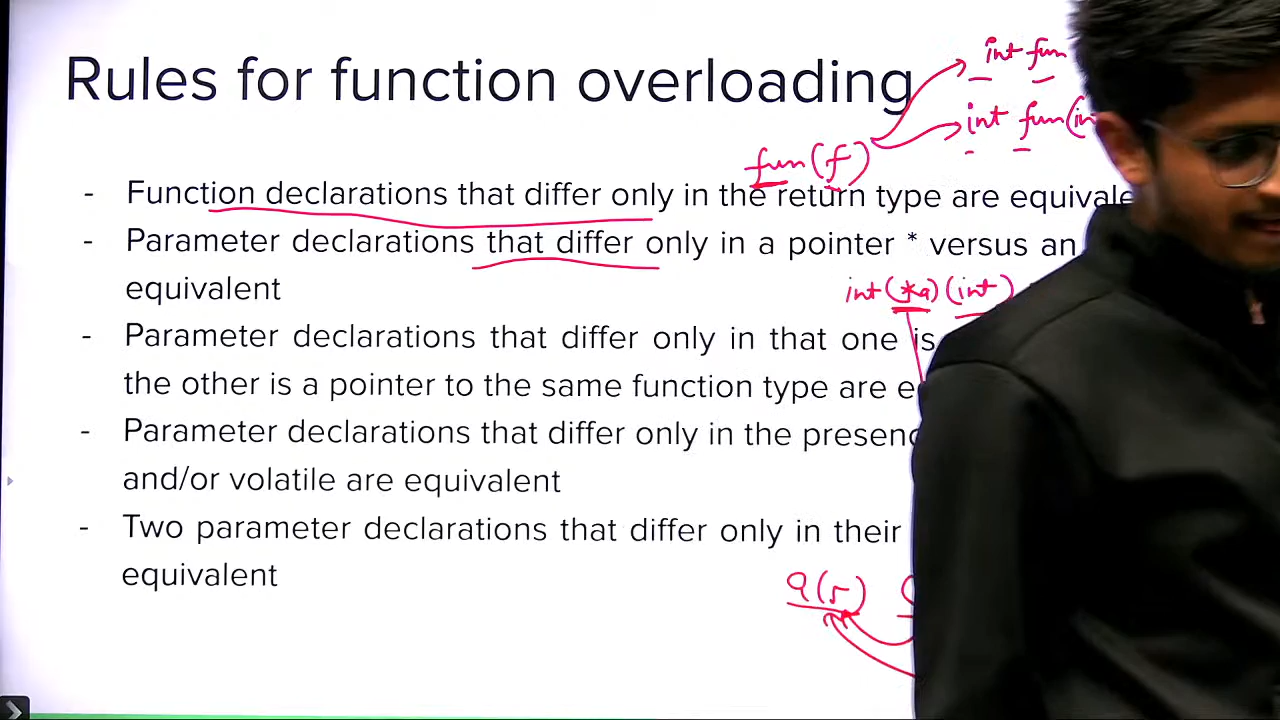 Rules for function overloading
int fun
int fun(in
fun(f)
- Function declarations that differ only in the return type are equivale
- Parameter declarations that differ only in a pointer * versus an
equivalent
int(*a)(int)
- Parameter declarations that differ only in that one is
the other is a pointer to the same function type are e
- Parameter declarations that differ only in the presenc
and/or volatile are equivalent
- Two parameter declarations that differ only in their
equivalent